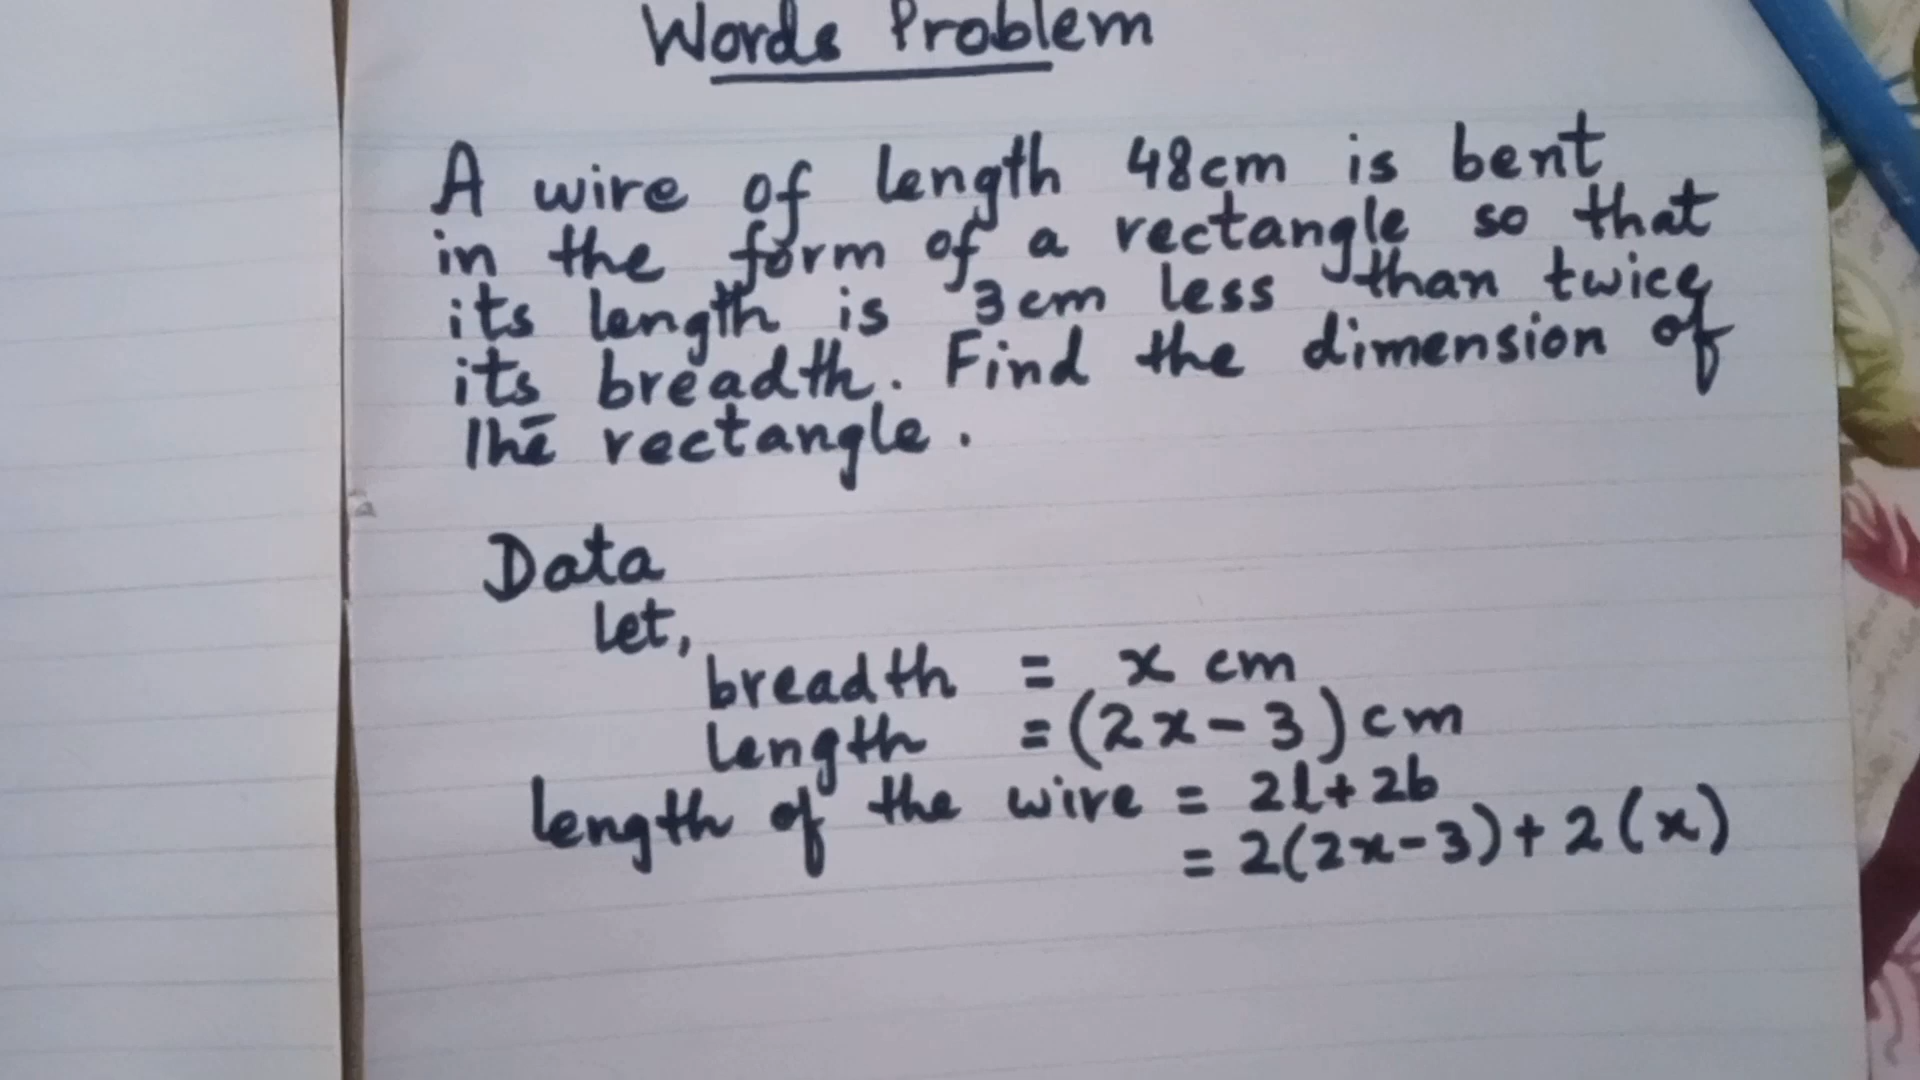 Words Problem
A wire of length 48cm is bent
in the form of a rectangle so that
its length is 3cm less than twice
its breadth. Find the dimension of
The rectangle.
Data
let,
breadth = x cm
length = (2x-3) cm
length of the wire = 2l+2b
= 2(2x-3)+2(x)